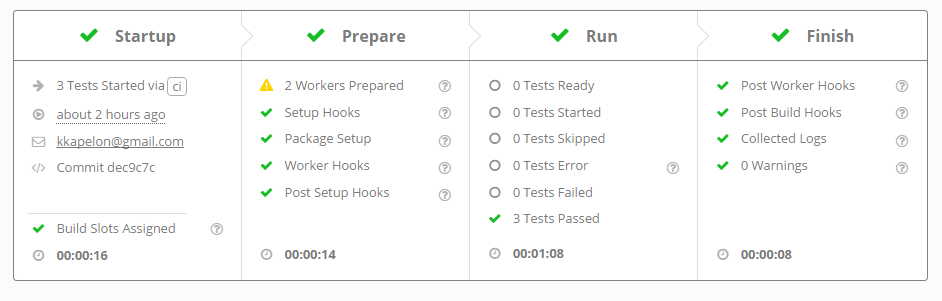 Startup
3 Tests Started via ci
about 2 hours ago
kkapelon@gmail.com
Commit dec9c7c
Build Slots Assigned
00:00:16
Prepare
2 Workers Prepared
Setup Hooks
Package Setup
Worker Hooks
Post Setup Hooks
00:00:14
Run
0 Tests Ready
0 Tests Started
0 Tests Skipped
0 Tests Error
0 Tests Failed
3 Tests Passed
00:01:08
Finish
Post Worker Hooks
Post Build Hooks
Collected Logs
0 Warnings
00:00:08